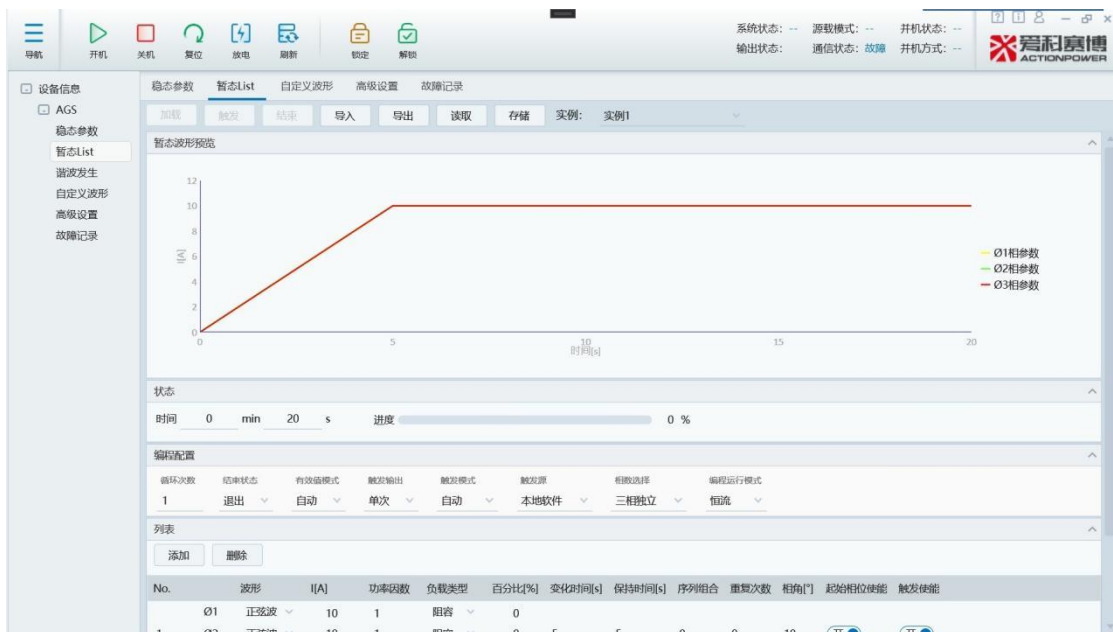 系统状态: -- 源载模式: -- 并机状态: --
输出状态: 通信状态: 故障 并机方式: --
爱科赛博
ACTIONPOWER
导航 开机 关机 复位 放电 刷新 锁定 解锁
设备信息
AGS
稳态参数
暂态List
谐波发生
自定义波形
高级设置
故障记录
稳态参数 暂态List 自定义波形 高级设置 故障记录
加载 触发 结束 导入 导出 读取 存储 实例: 实例1
暂态波形预览
12
10
8
6
4
2
0
I[A]
0 5 10 15 20
时间[s]
Ø1相参数
Ø2相参数
Ø3相参数
状态
时间 0 min 20 s 进度 0 %
编程配置
循环次数 结束状态 有效值模式 触发输出 触发模式 触发源 相数选择 编程运行模式
1 退出 自动 单次 自动 本地软件 三相独立 恒流
列表
添加 删除
No. 波形 I[A] 功率因数 负载类型 百分比[%] 变化时间[s] 保持时间[s] 序列组合 重复次数 相角[°] 起始相位使能 触发使能
Ø1 正弦波 10 1 阻容 0